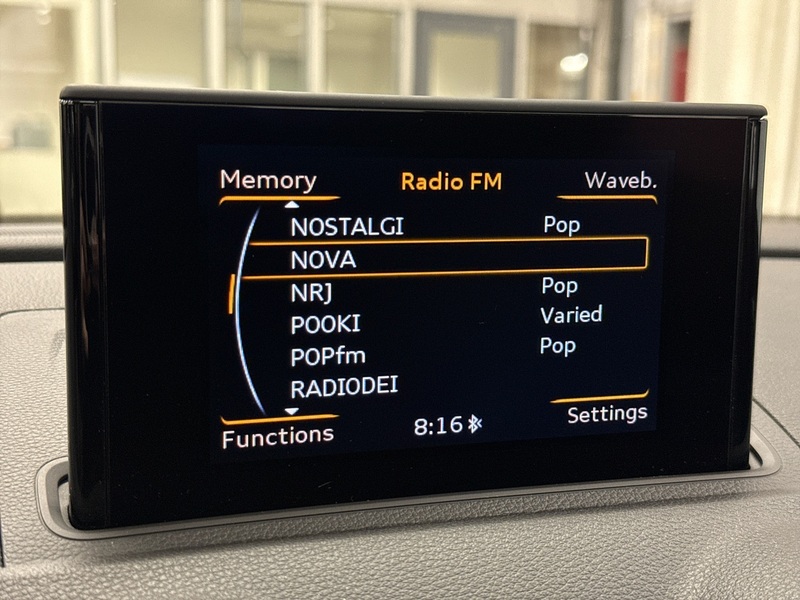 Memory Radio FM Waveb.
NOSTALGI Pop
NOVA
NRJ Pop
POOKI Varied
POPfm Pop
RADIODEI
Functions 8:16 Settings